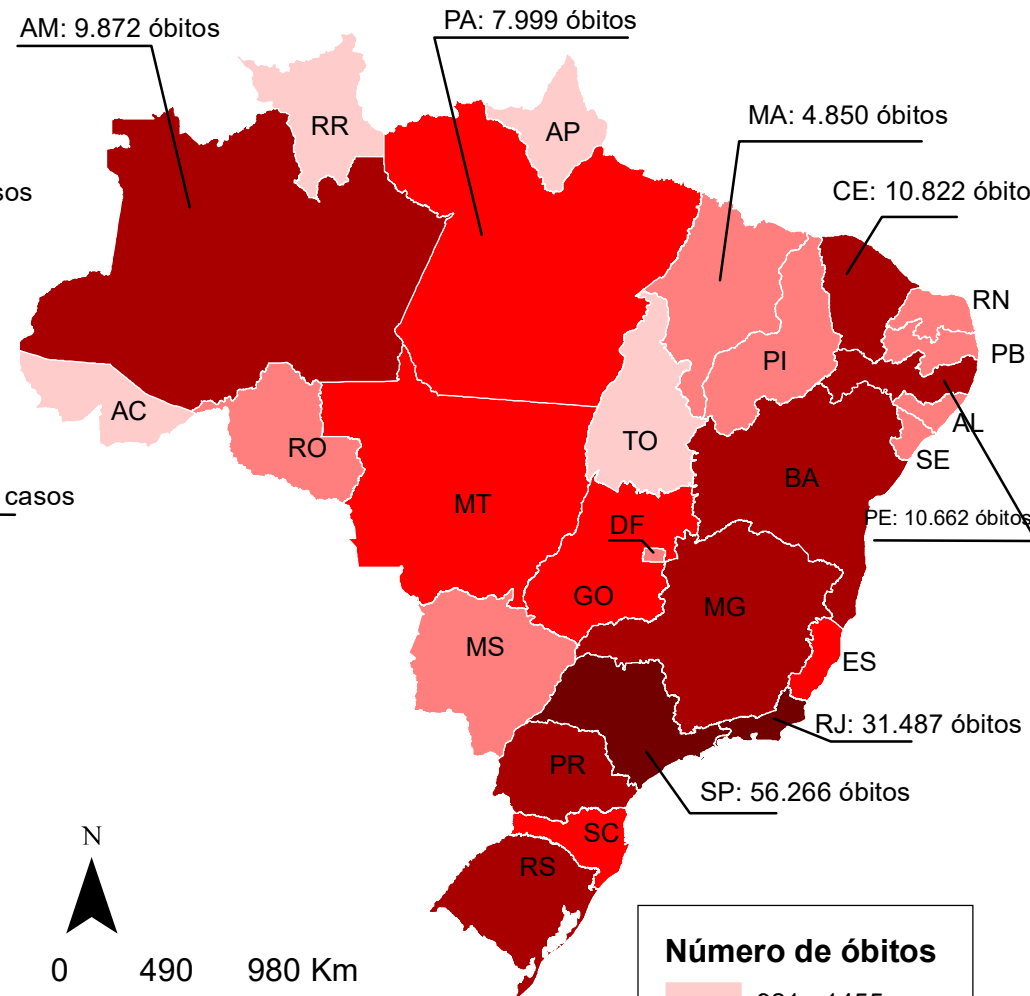 AM: 9.872 óbitos
PA: 7.999 óbitos
RR
AP
MA: 4.850 óbitos
CE: 10.822 óbito
RN
PB
PI
AC
TO
AL
RO
SE
BA
casos
MT
DF
PE: 10.662 óbitos
GO
MG
MS
ES
RJ: 31.487 óbitos
PR
SP: 56.266 óbitos
SC
N
RS
0 490 980 Km
Número de óbitos